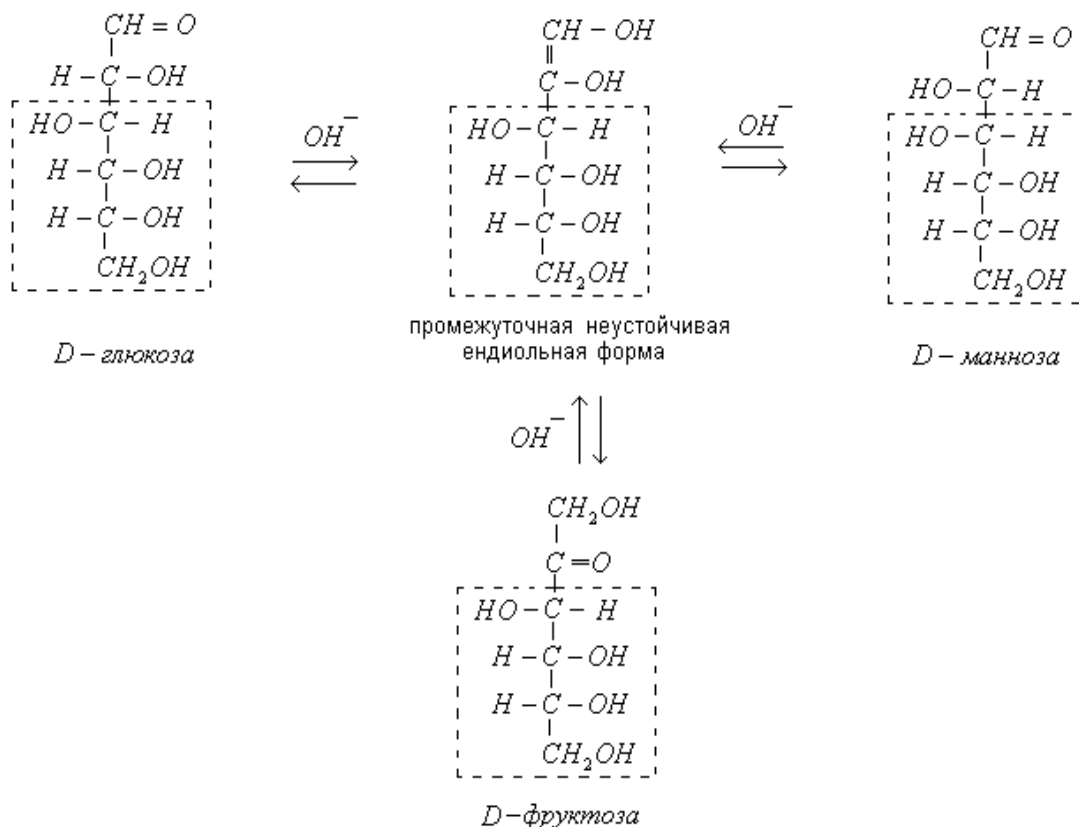 CH = O
H – C – OH
HO – C – H
H – C – OH
H – C – OH
CH₂OH
D – глюкоза
OH⁻
CH – OH
C – OH
HO – C – H
H – C – OH
H – C – OH
CH₂OH
промежуточная неустойчивая
ендиольная форма
OH⁻
CH = O
HO – C – H
HO – C – H
H – C – OH
H – C – OH
CH₂OH
D – манноза
OH⁻
CH₂OH
C = O
HO – C – H
H – C – OH
H – C – OH
CH₂OH
D – фруктоза